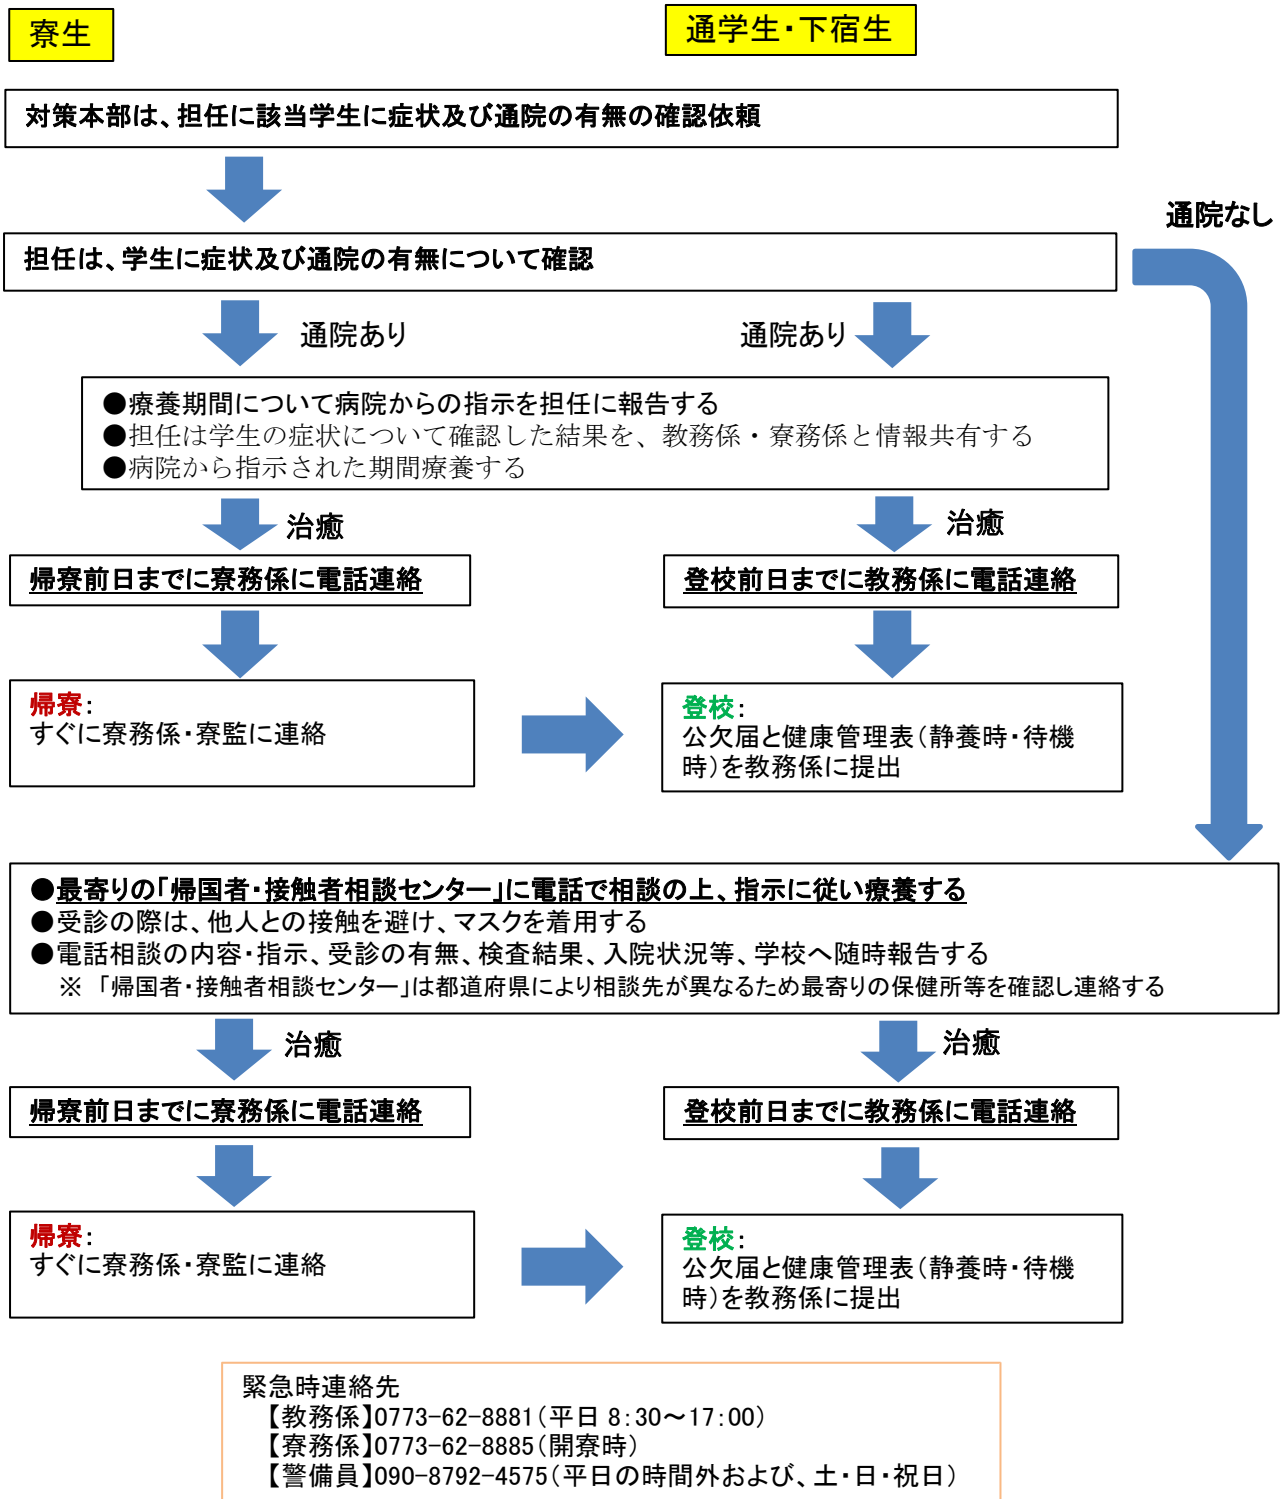 寮生
通学生・下宿生
対策本部は、担任に該当学生に症状及び通院の有無の確認依頼
通院なし
担任は、学生に症状及び通院の有無について確認
通院あり
通院あり
●療養期間について病院からの指示を担任に報告する
●担任は学生の症状について確認した結果を、教務係・寮務係と情報共有する
●病院から指示された期間療養する
治癒
治癒
帰寮前日までに寮務係に電話連絡
登校前日までに教務係に電話連絡
帰寮：
すぐに寮務係・寮監に連絡
登校：
公欠届と健康管理表（静養時・待機
時）を教務係に提出
●最寄りの「帰国者・接触者相談センター」に電話で相談の上、指示に従い療養する
●受診の際は、他人との接触を避け、マスクを着用する
●電話相談の内容・指示、受診の有無、検査結果、入院状況等、学校へ随時報告する
※ 「帰国者・接触者相談センター」は都道府県により相談先が異なるため最寄りの保健所等を確認し連絡する
治癒
治癒
帰寮前日までに寮務係に電話連絡
登校前日までに教務係に電話連絡
帰寮：
すぐに寮務係・寮監に連絡
登校：
公欠届と健康管理表（静養時・待機
時）を教務係に提出
緊急時連絡先
【教務係】0773-62-8881（平日 8：30～17：00）
【寮務係】0773-62-8885（開寮時）
【警備員】090-8792-4575（平日の時間外および、土・日・祝日）